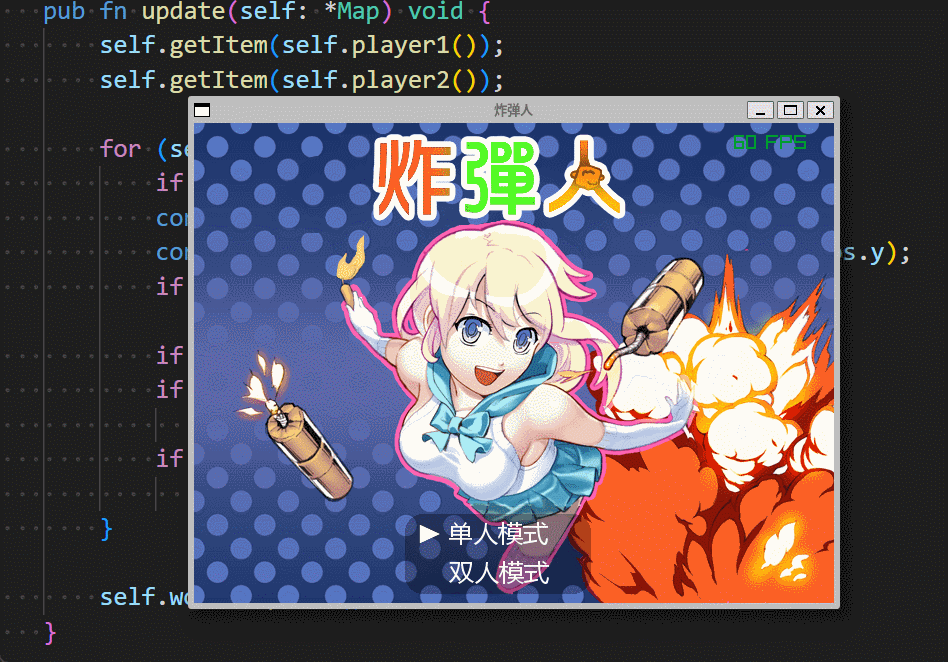 pub fn update(self: *Map) void {
self.getItem(self.player1());
self.getItem(self.player2());
炸弹人
60 FPS
炸彈人
for (se
if
con
s.y);
if
if
if
if
单人模式
双人模式
}
self.wo
}